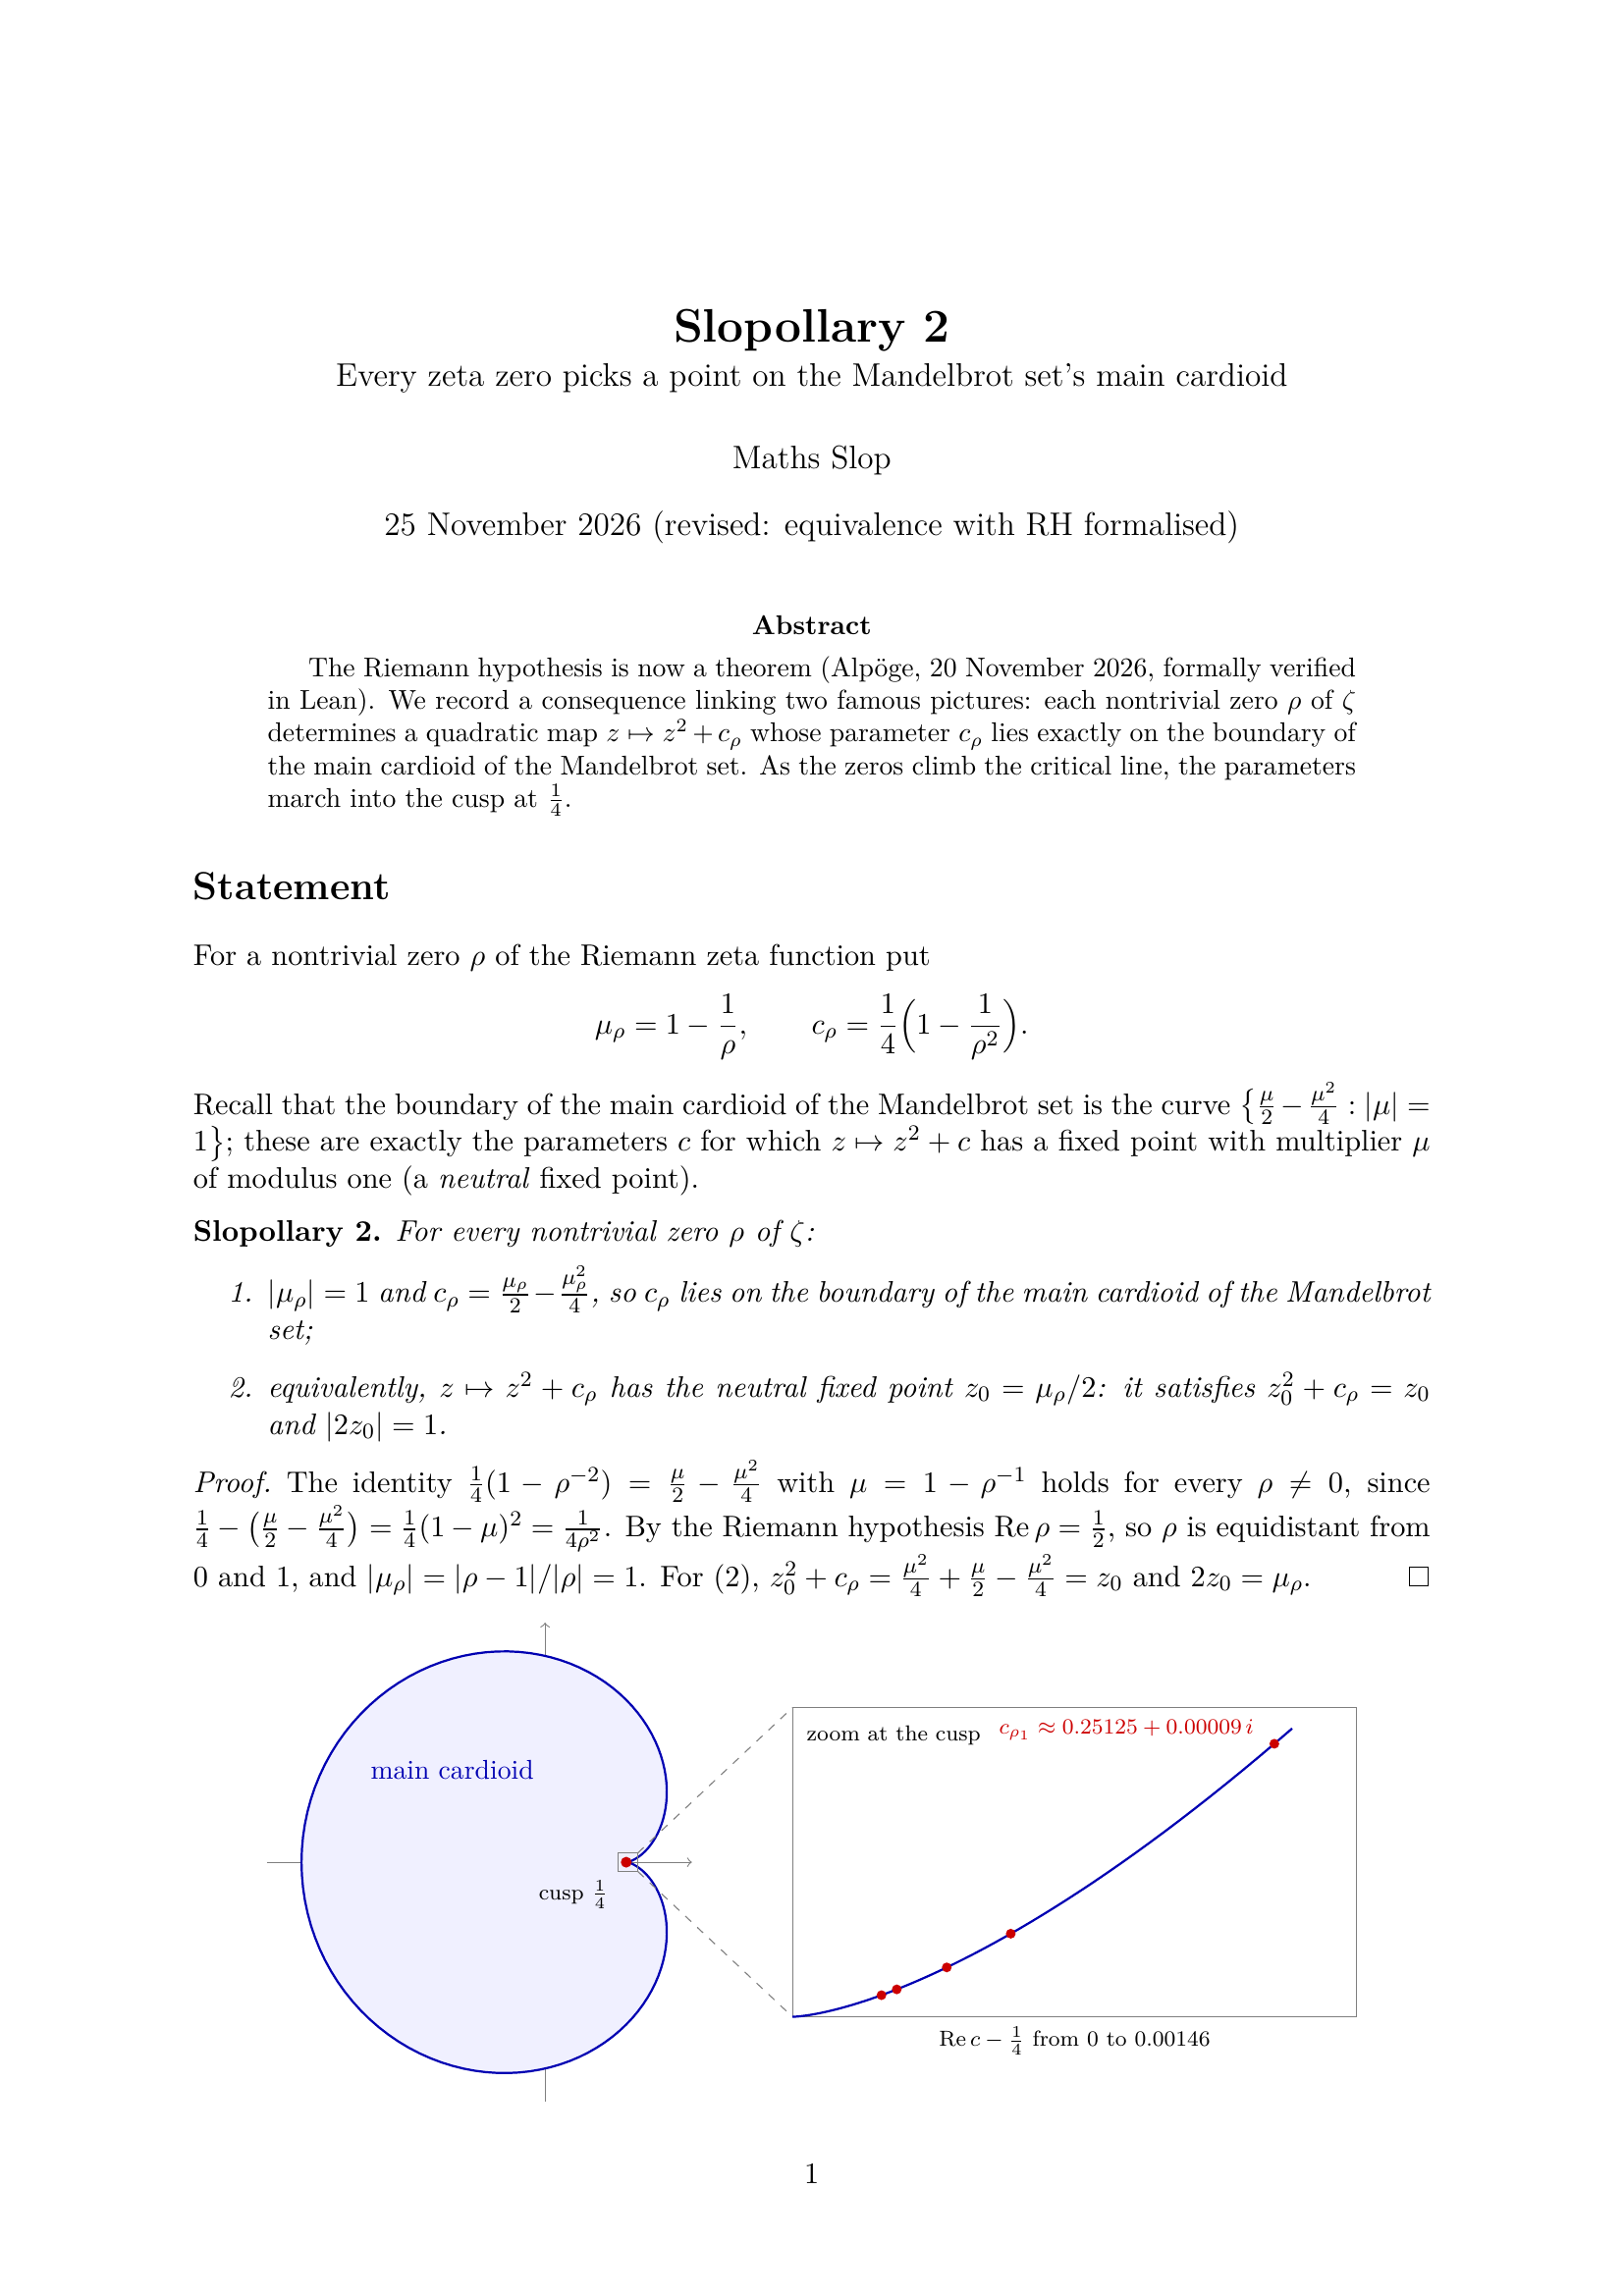 Slopollary 2
Every zeta zero picks a point on the Mandelbrot set's main cardioid
Maths Slop
25 November 2026 (revised: equivalence with RH formalised)
Abstract
The Riemann hypothesis is now a theorem (Alpöge, 20 November 2026, formally verified
in Lean). We record a consequence linking two famous pictures: each nontrivial zero ρ of ζ
determines a quadratic map z ↦ z² + c_ρ whose parameter c_ρ lies exactly on the boundary of
the main cardioid of the Mandelbrot set. As the zeros climb the critical line, the parameters
march into the cusp at 1/4.
Statement
For a nontrivial zero ρ of the Riemann zeta function put
μ_ρ = 1 − 1/ρ, c_ρ = 1/4(1 − 1/ρ²).
Recall that the boundary of the main cardioid of the Mandelbrot set is the curve {μ/2 − μ²/4 : |μ| =
1}; these are exactly the parameters c for which z ↦ z² + c has a fixed point with multiplier μ
of modulus one (a neutral fixed point).
Slopollary 2. For every nontrivial zero ρ of ζ:
1. |μ_ρ| = 1 and c_ρ = μ_ρ/2 − μ_ρ²/4, so c_ρ lies on the boundary of the main cardioid of the Mandelbrot
set;
2. equivalently, z ↦ z² + c_ρ has the neutral fixed point z₀ = μ_ρ/2: it satisfies z₀² + c_ρ = z₀
and |2z₀| = 1.
Proof. The identity 1/4(1 − ρ⁻²) = μ/2 − μ²/4 with μ = 1 − ρ⁻¹ holds for every ρ ≠ 0, since
1/4 − (μ/2 − μ²/4) = 1/4(1 − μ)² = 1/4ρ². By the Riemann hypothesis Re ρ = 1/2, so ρ is equidistant from
0 and 1, and |μ_ρ| = |ρ − 1|/|ρ| = 1. For (2), z₀² + c_ρ = μ²/4 + μ/2 − μ²/4 = z₀ and 2z₀ = μ_ρ. □
main cardioid
cusp 1/4
zoom at the cusp
c_ρ₁ ≈ 0.25125 + 0.00009 i
Re c − 1/4 from 0 to 0.00146
1